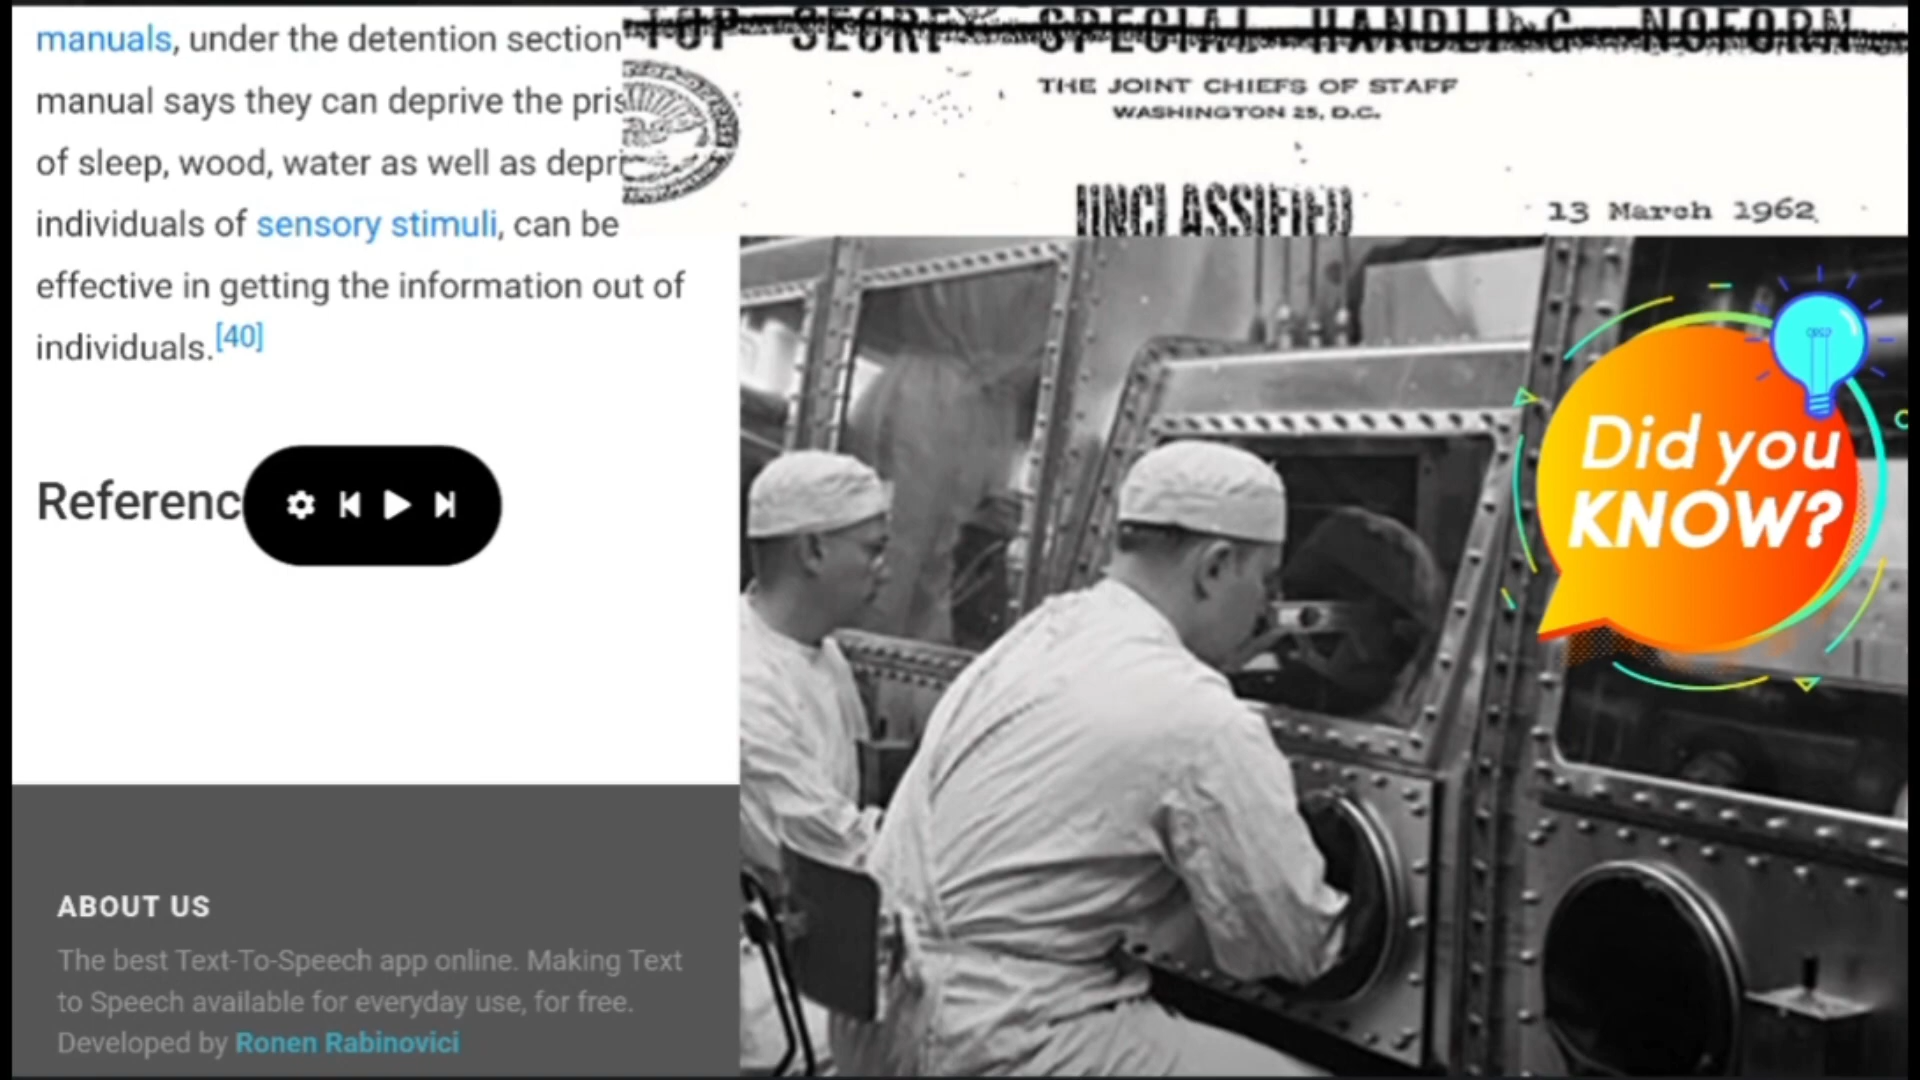 manuals, under the detention section
manual says they can deprive the pris
of sleep, wood, water as well as depri
individuals of sensory stimuli, can be
effective in getting the information out of
individuals.[40]
Referenc
ABOUT US
The best Text-To-Speech app online. Making Text
to Speech available for everyday use, for free.
Developed by Ronen Rabinovici
TOP SECRET SPECIAL HANDLING NOFORN
THE JOINT CHIEFS OF STAFF
WASHINGTON 25, D.C.
UNCLASSIFIED
13 March 1962
Did you
KNOW?